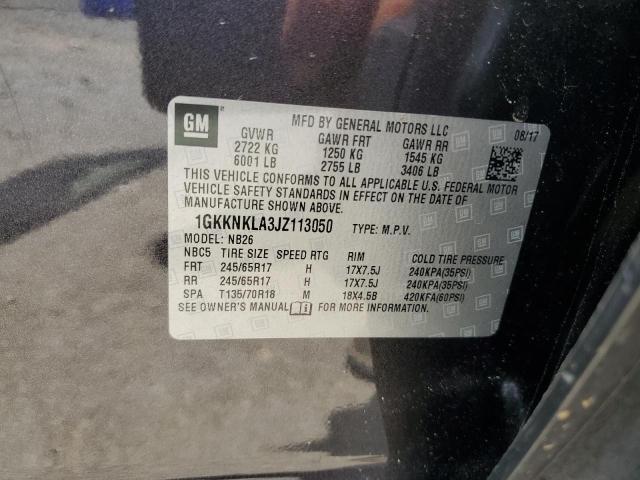 GM
MFD BY GENERAL MOTORS LLC 08/17
GVWR GAWR FRT GAWR RR
2722 KG 1250 KG 1545 KG
6001 LB 2755 LB 3406 LB
THIS VEHICLE CONFORMS TO ALL APPLICABLE U.S. FEDERAL MOTOR
VEHICLE SAFETY STANDARDS IN EFFECT ON THE DATE OF
MANUFACTURE SHOWN ABOVE.
1GKKNKLA3JZ113050 TYPE: M.P.V.
MODEL: NB26
NBC5 TIRE SIZE SPEED RTG RIM COLD TIRE PRESSURE
FRT 245/65R17 H 17X7.5J 240KPA(35PSI)
RR 245/65R17 H 17X7.5J 240KPA(35PSI)
SPA T135/70R18 M 18X4.5B 420KPA(60PSI)
SEE OWNER'S MANUAL FOR MORE INFORMATION.